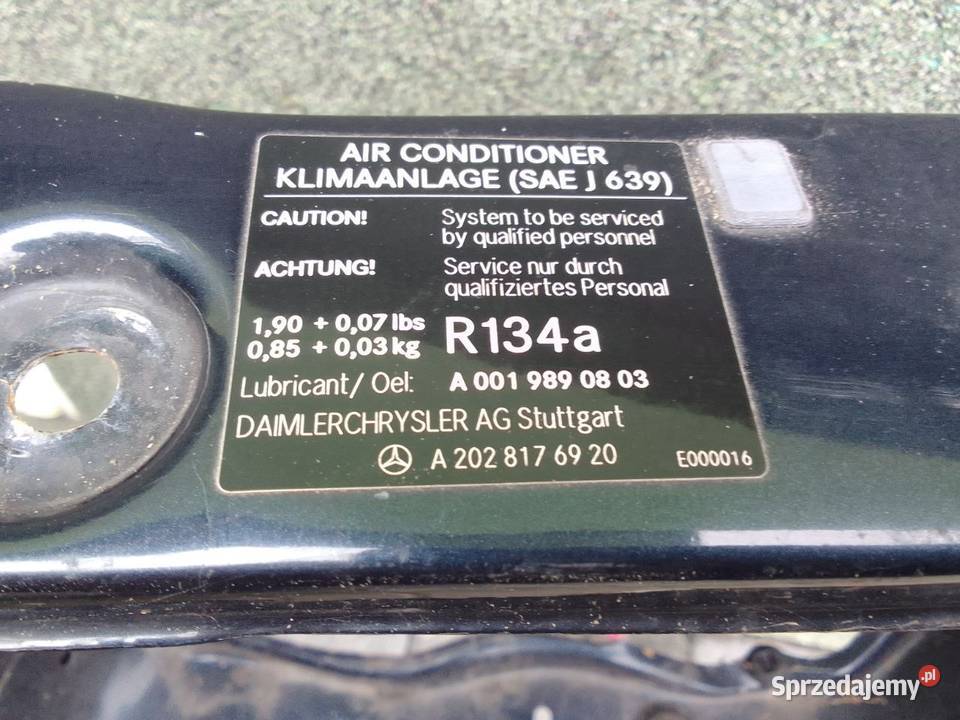 AIR CONDITIONER
KLIMAANLAGE (SAE J 639)
CAUTION! System to be serviced
by qualified personnel
ACHTUNG! Service nur durch
qualifiziertes Personal
1,90 + 0,07 lbs
0,85 + 0,03 kg R134a
Lubricant/ Oel: A 001 989 08 03
DAIMLERCHRYSLER AG Stuttgart
A 202 817 69 20 E000016
Sprzedajemy.pl